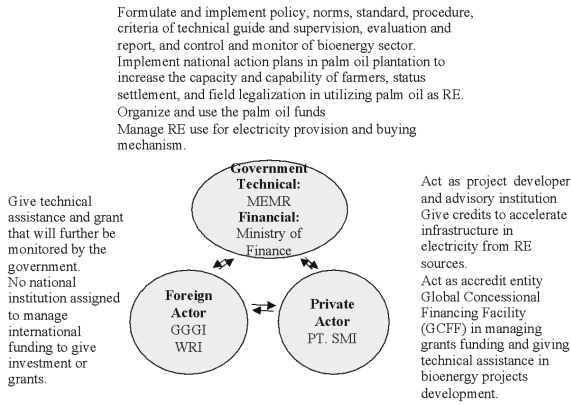 Formulate and implement policy, norms, standard, procedure,
criteria of technical guide and supervision, evaluation and
report, and control and monitor of bioenergy sector.
Implement national action plans in palm oil plantation to
increase the capacity and capability of farmers, status
settlement, and field legalization in utilizing palm oil as RE.
Organize and use the palm oil funds
Manage RE use for electricity provision and buying
mechanism.
Government
Technical:
MEMR
Financial:
Ministry of
Finance
Give technical
assistance and grant
that will further be
monitored by the
government.
No national
institution assigned
to manage
international
funding to give
investment or
grants.
Foreign
Actor
GGGI
WRI
Private
Actor
PT. SMI
Act as project developer
and advisory institution
Give credits to accelerate
infrastructure in
electricity from RE
sources.
Act as accredit entity
Global Concessional
Financing Facility
(GCFF) in managing
grants funding and giving
technical assistance in
bioenergy projects
development.